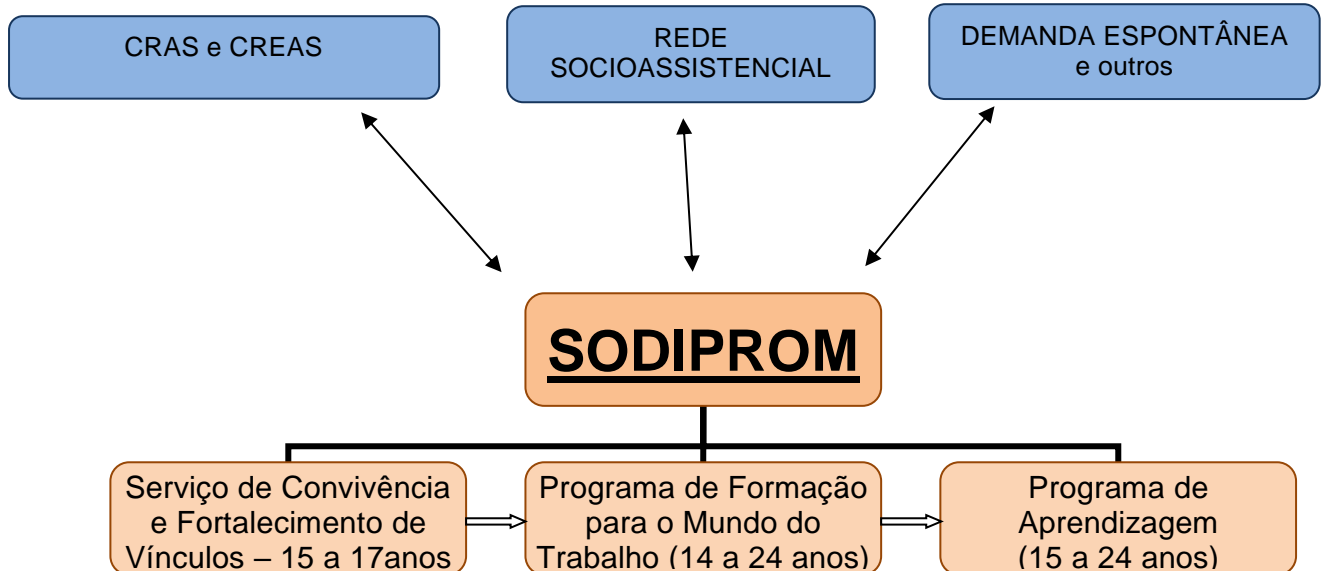 CRAS e CREAS
REDE
SOCIOASSISTENCIAL
DEMANDA ESPONTÂNEA
e outros
SODIPROM
Serviço de Convivência
e Fortalecimento de
Vínculos – 15 a 17anos
Programa de Formação
para o Mundo do
Trabalho (14 a 24 anos)
Programa de
Aprendizagem
(15 a 24 anos)